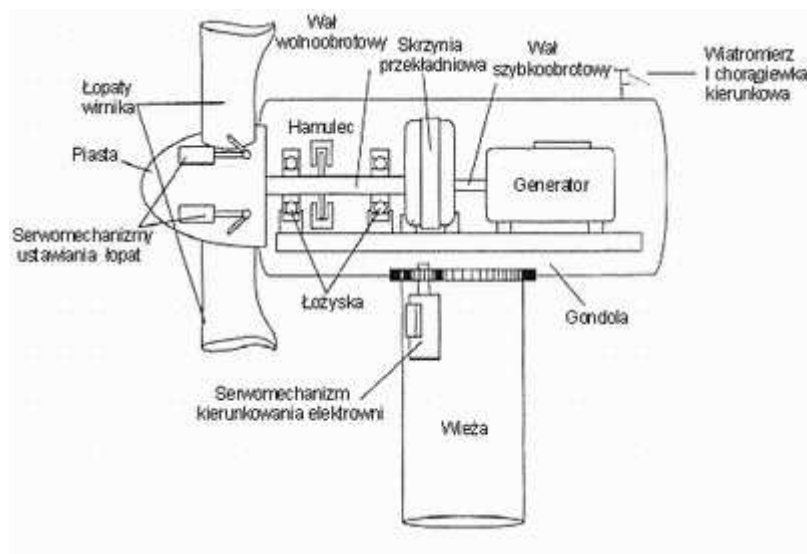 Wał
wolnoobrotowy
Skrzynia
przekładniowa
Wał
szybkoobrotowy
Wiatromierz
I chorągiewka
kierunkowa
Łopaty
wirnika
Hamulec
Piasta
Generator
Serwomechanizmy
ustawiania łopat
Łożyska
Gondola
Serwomechanizm
kierunkowania elektrowni
Wieża